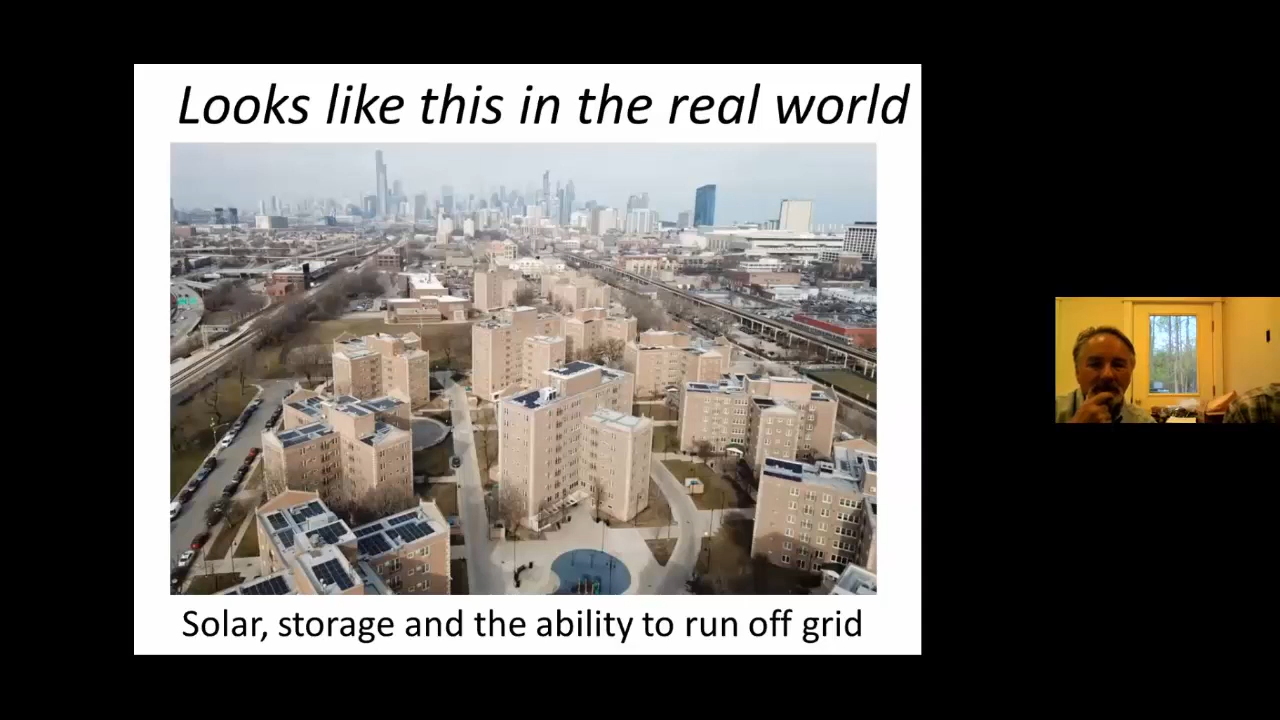 Looks like this in the real world
Solar, storage and the ability to run off grid